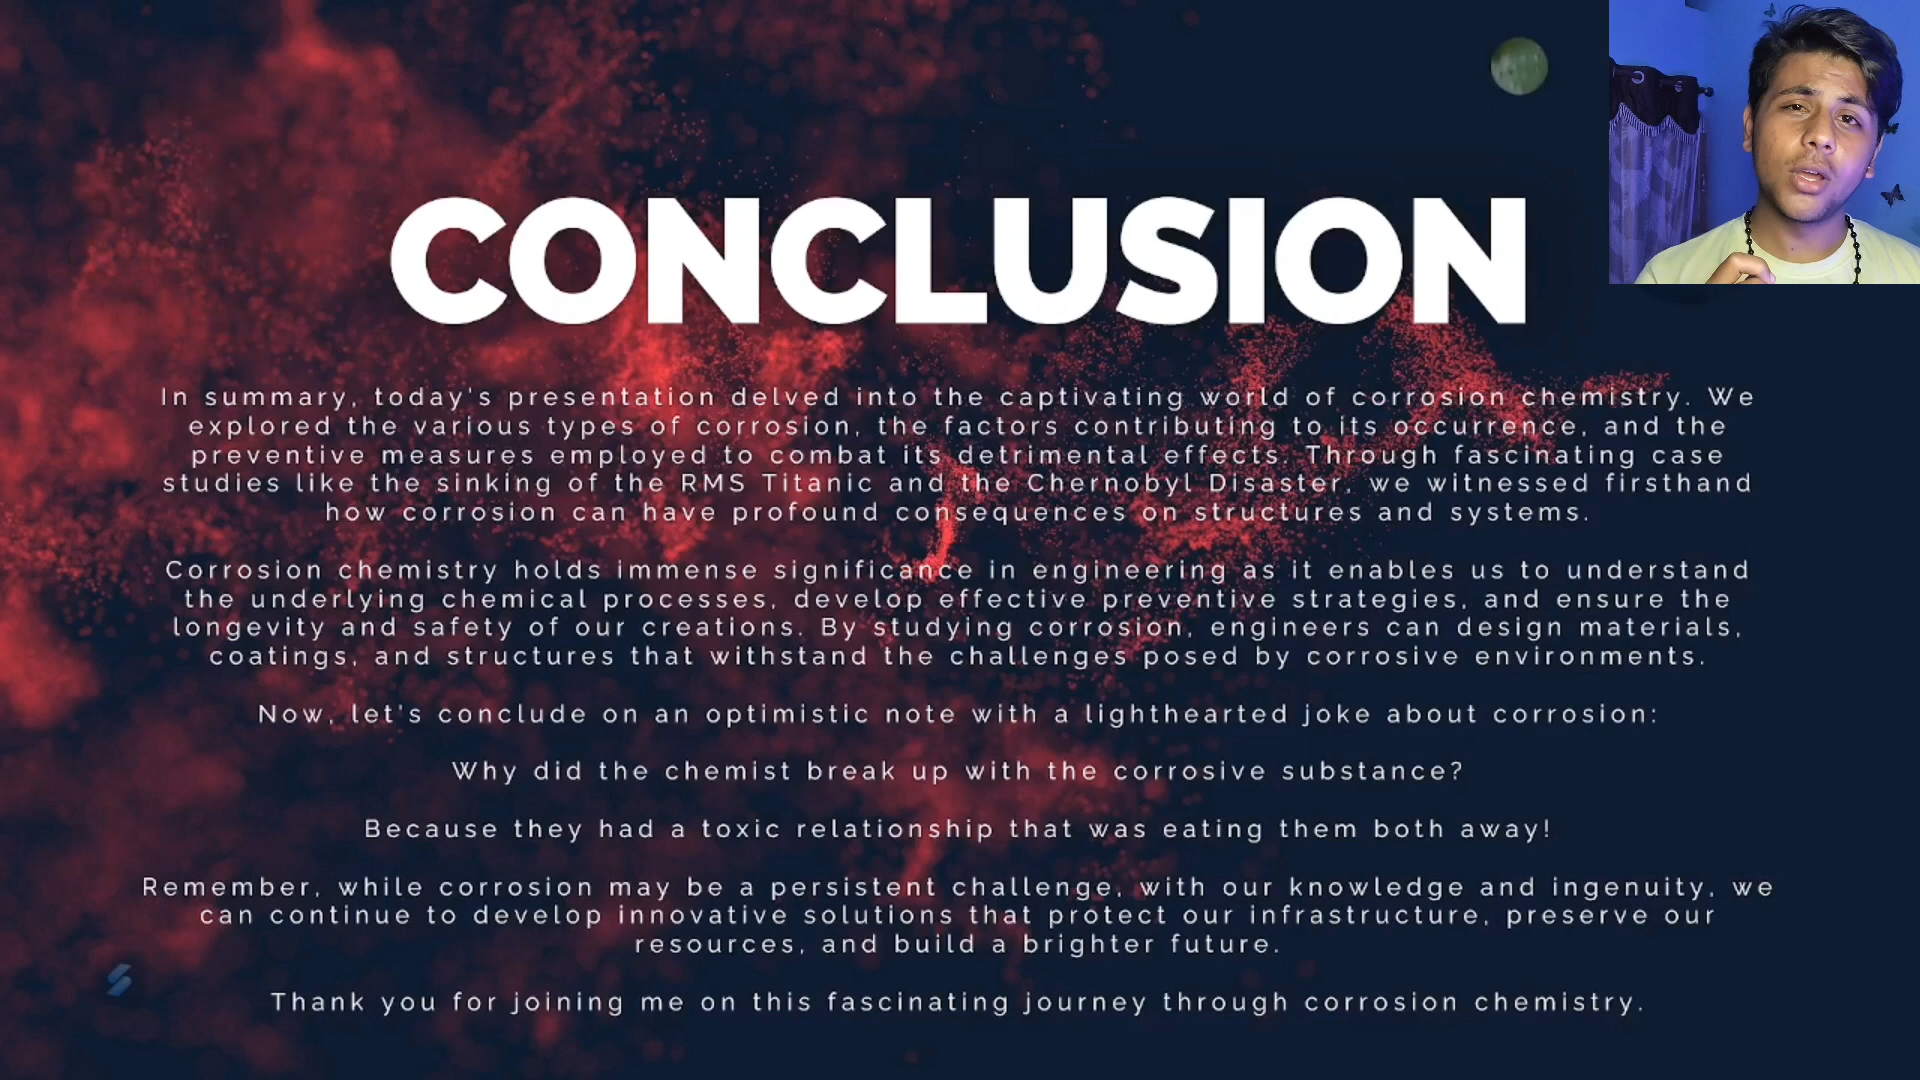 CONCLUSION
In summary, today's presentation delved into the captivating world of corrosion chemistry. We
explored the various types of corrosion, the factors contributing to its occurrence, and the
preventive measures employed to combat its detrimental effects. Through fascinating case
studies like the sinking of the RMS Titanic and the Chernobyl Disaster, we witnessed firsthand
how corrosion can have profound consequences on structures and systems.
Corrosion chemistry holds immense significance in engineering as it enables us to understand
the underlying chemical processes, develop effective preventive strategies, and ensure the
longevity and safety of our creations. By studying corrosion, engineers can design materials,
coatings, and structures that withstand the challenges posed by corrosive environments.
Now, let's conclude on an optimistic note with a lighthearted joke about corrosion:
Why did the chemist break up with the corrosive substance?
Because they had a toxic relationship that was eating them both away!
Remember, while corrosion may be a persistent challenge, with our knowledge and ingenuity, we
can continue to develop innovative solutions that protect our infrastructure, preserve our
resources, and build a brighter future.
Thank you for joining me on this fascinating journey through corrosion chemistry.